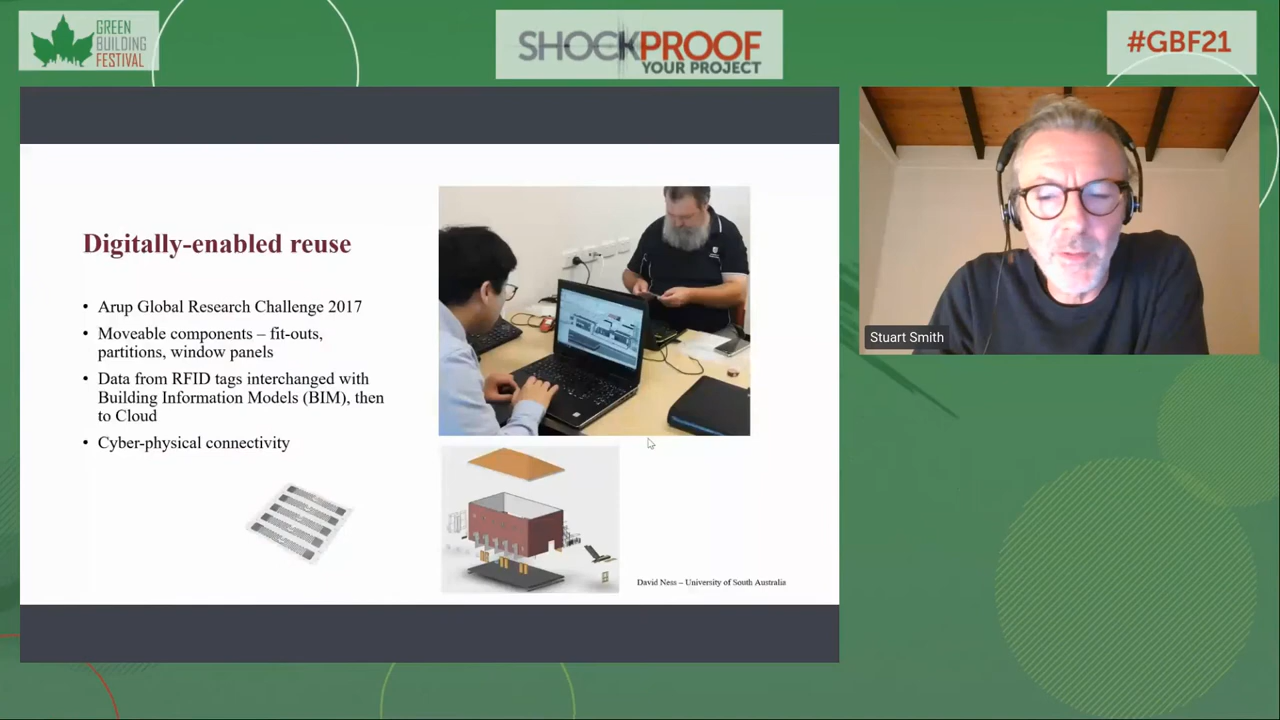 GREEN
BUILDING
FESTIVAL
SHOCKPROOF
YOUR PROJECT
#GBF21
Digitally-enabled reuse
• Arup Global Research Challenge 2017
• Moveable components – fit-outs,
partitions, window panels
• Data from RFID tags interchanged with
Building Information Models (BIM), then
to Cloud
• Cyber-physical connectivity
David Ness – University of South Australia
Stuart Smith